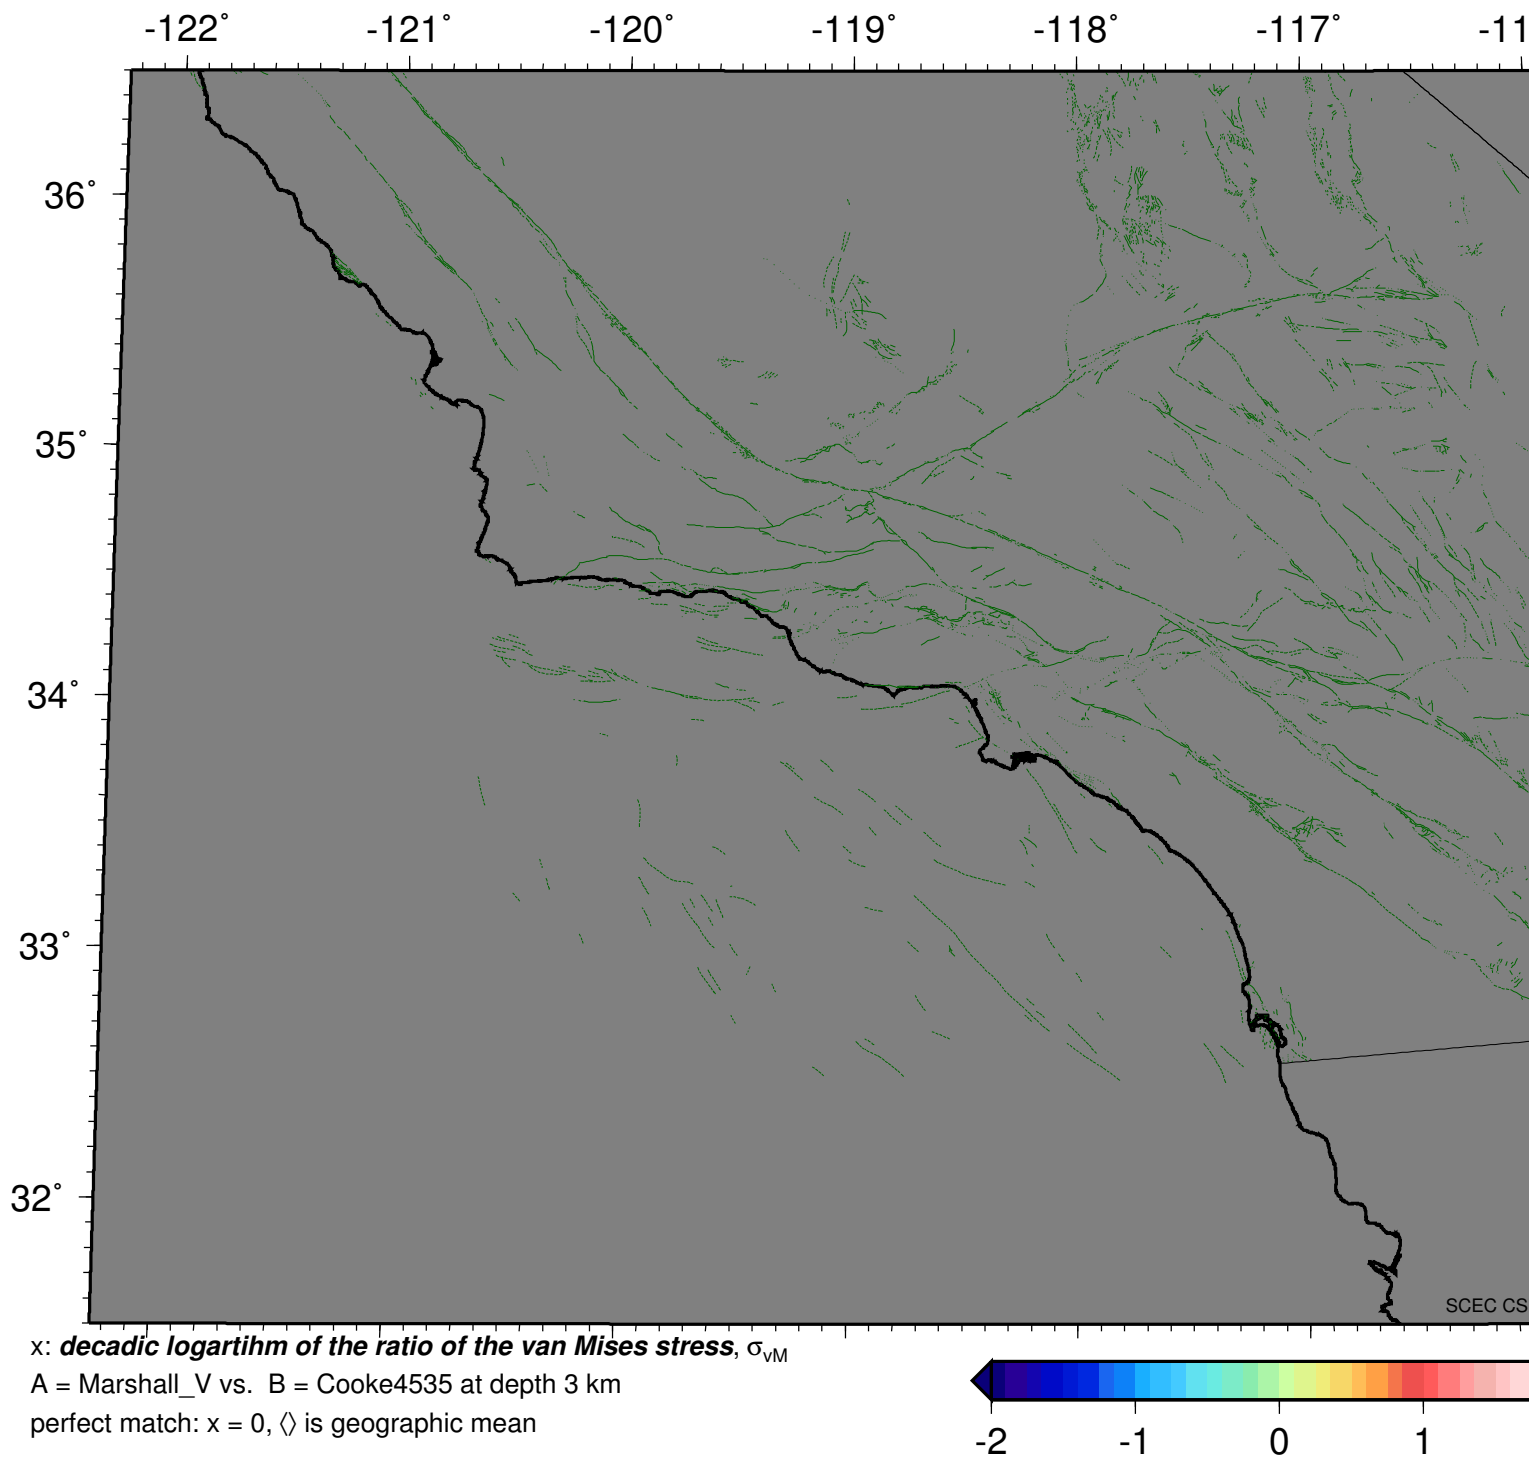 -122° -121° -120° -119° -118° -117° -11
36°
35°
34°
33°
32°
SCEC CS
x: decadic logartihm of the ratio of the van Mises stress, σvM
A = Marshall_V vs. B = Cooke4535 at depth 3 km
perfect match: x = 0, ⟨⟩ is geographic mean
-2 -1 0 1